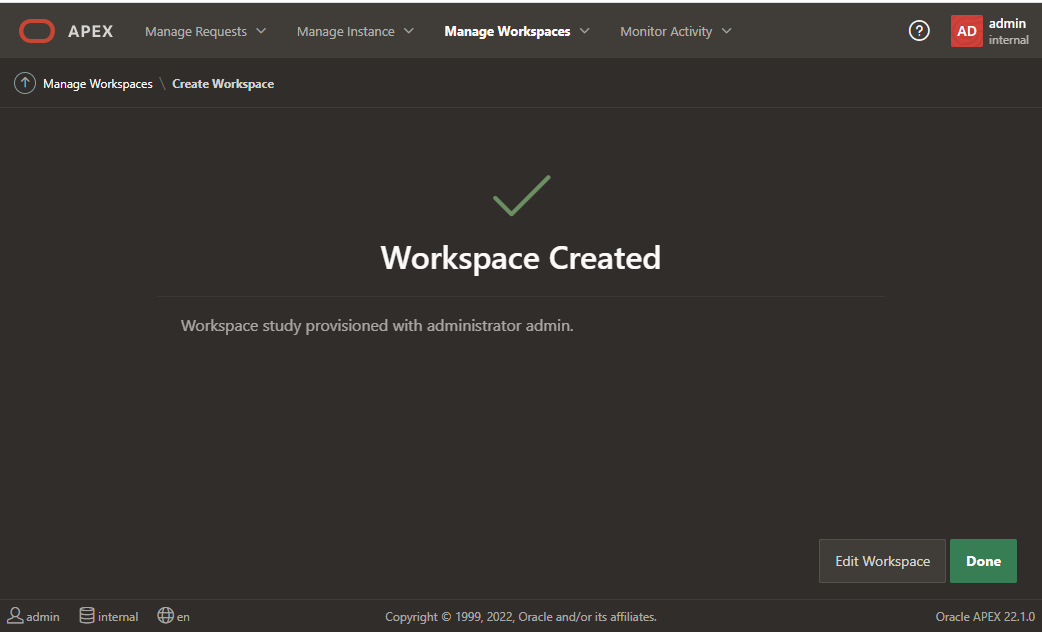 APEX Manage Requests Manage Instance Manage Workspaces Monitor Activity ? AD admin
internal
Manage Workspaces \ Create Workspace
Workspace Created
Workspace study provisioned with administrator admin.
Edit Workspace Done
admin internal en Copyright © 1999, 2022, Oracle and/or its affiliates. Oracle APEX 22.1.0